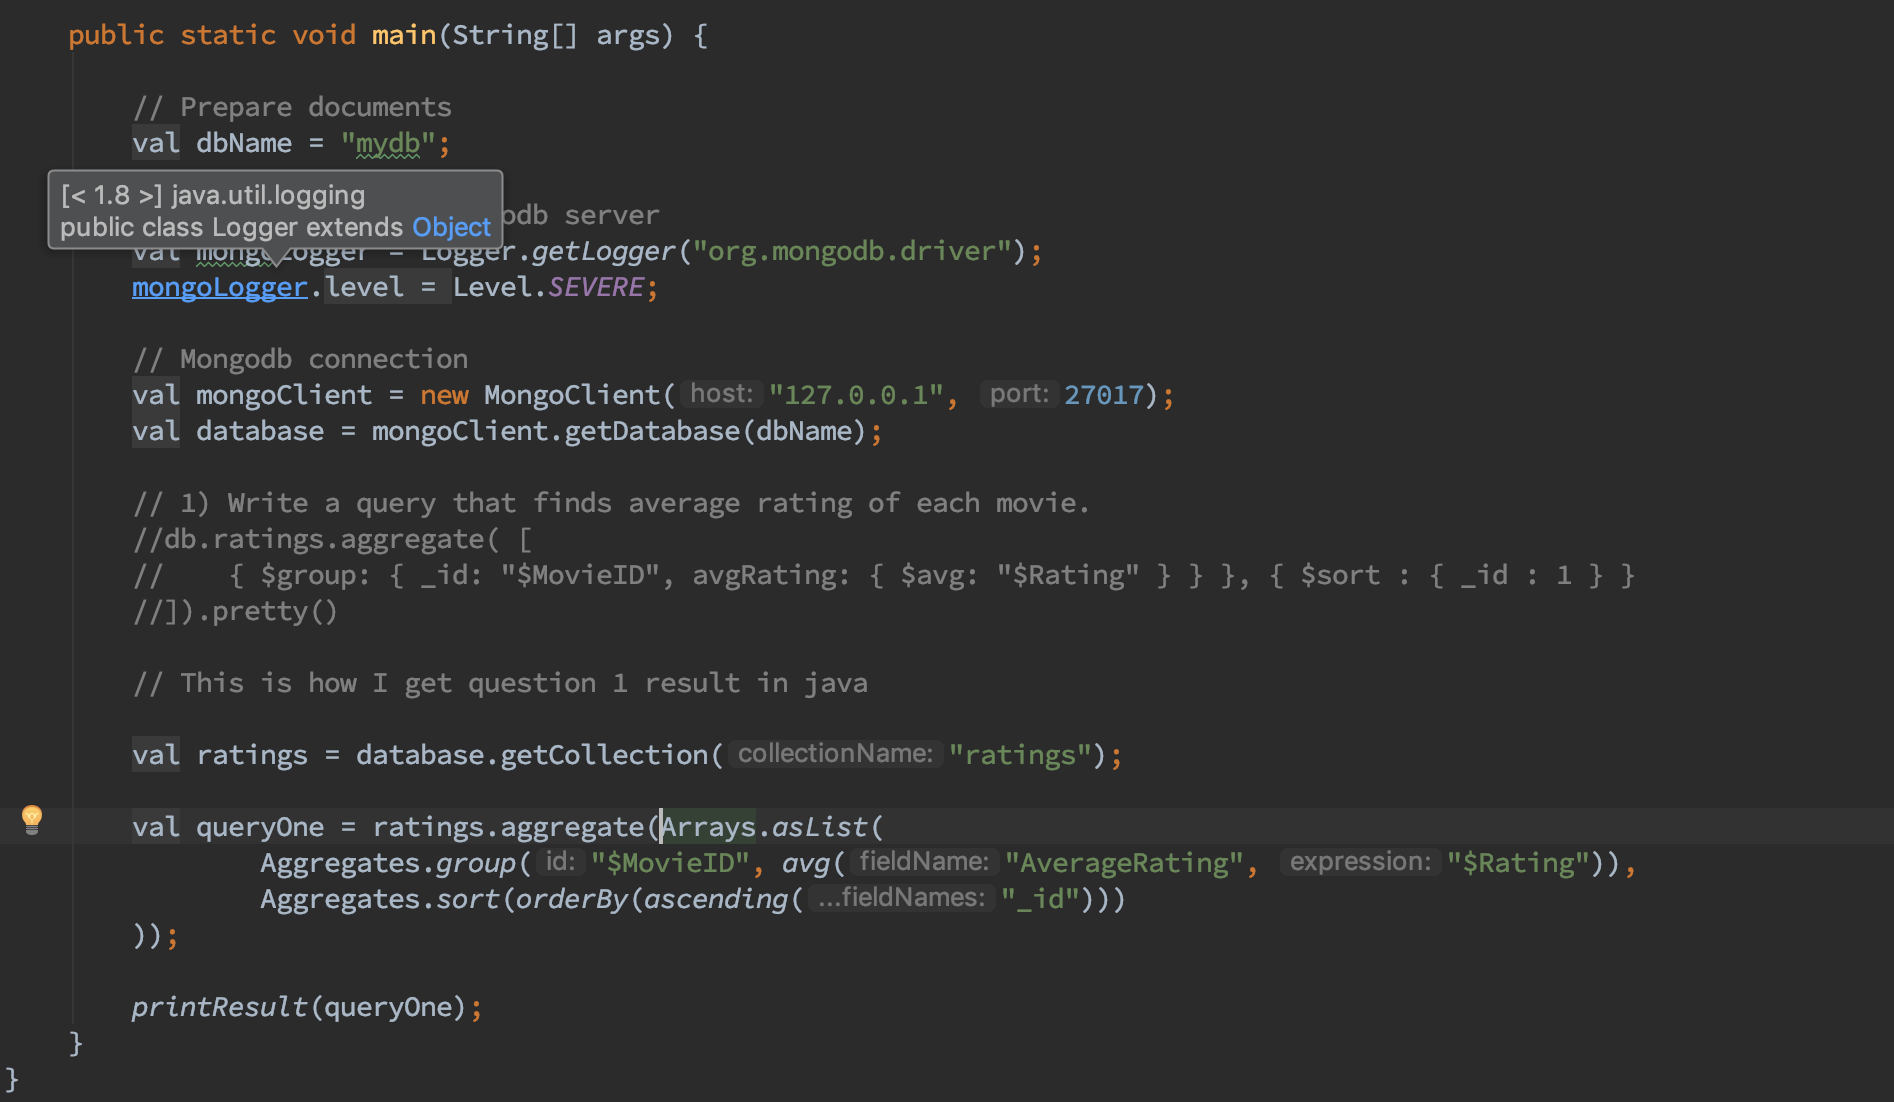 public static void main(String[] args) {
// Prepare documents
val dbName = "mydb";
[< 1.8 >] java.util.logging
public class Logger extends Object
odb server
val mongoLogger = Logger.getLogger("org.mongodb.driver");
mongoLogger.level = Level.SEVERE;
// Mongodb connection
val mongoClient = new MongoClient( host: "127.0.0.1", port: 27017);
val database = mongoClient.getDatabase(dbName);
// 1) Write a query that finds average rating of each movie.
//db.ratings.aggregate( [
//    { $group: { _id: "$MovieID", avgRating: { $avg: "$Rating" } } }, { $sort : { _id : 1 } }
//]).pretty()
// This is how I get question 1 result in java
val ratings = database.getCollection( collectionName: "ratings");
val queryOne = ratings.aggregate(Arrays.asList(
Aggregates.group( id: "$MovieID", avg( fieldName: "AverageRating", expression: "$Rating")),
Aggregates.sort(orderBy(ascending( ...fieldNames: "_id")))
));
printResult(queryOne);
}
}